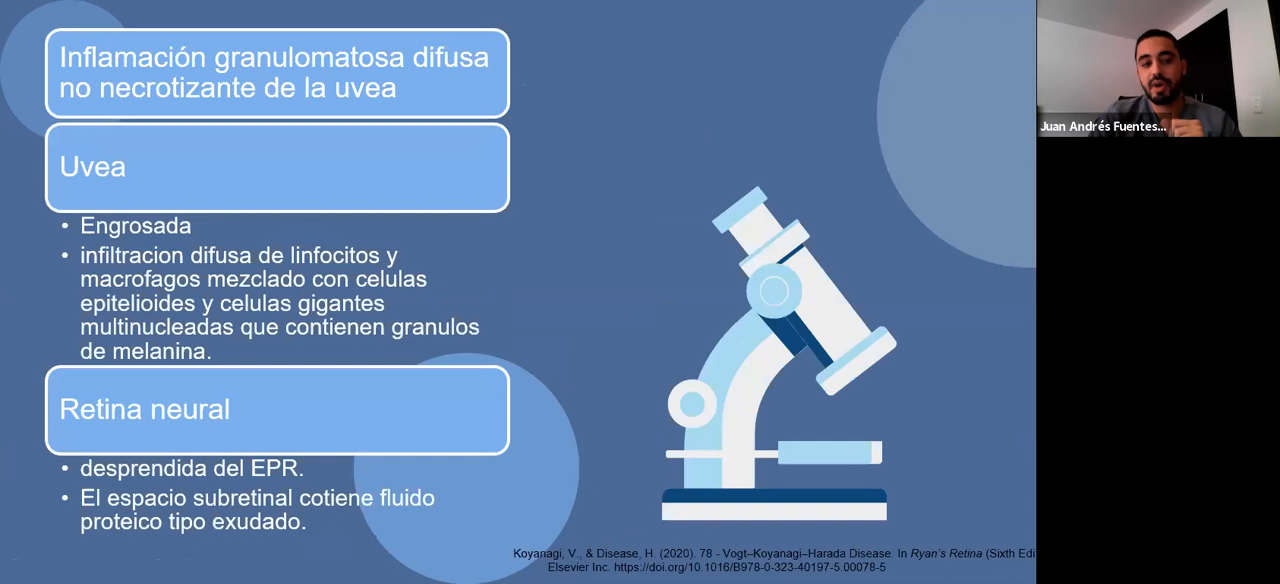 Inflamación granulomatosa difusa
no necrotizante de la uvea
Uvea
• Engrosada
• infiltracion difusa de linfocitos y
macrofagos mezclado con celulas
epitelioides y celulas gigantes
multinucleadas que contienen granulos
de melanina.
Retina neural
• desprendida del EPR.
• El espacio subretinal cotiene fluido
proteico tipo exudado.
Koyanagi, V., & Disease, H. (2020). 78 - Vogt–Koyanagi–Harada Disease. In Ryan's Retina (Sixth Edi
Elsevier Inc. https://doi.org/10.1016/B978-0-323-40197-5.00078-5
Juan Andrés Fuentes...